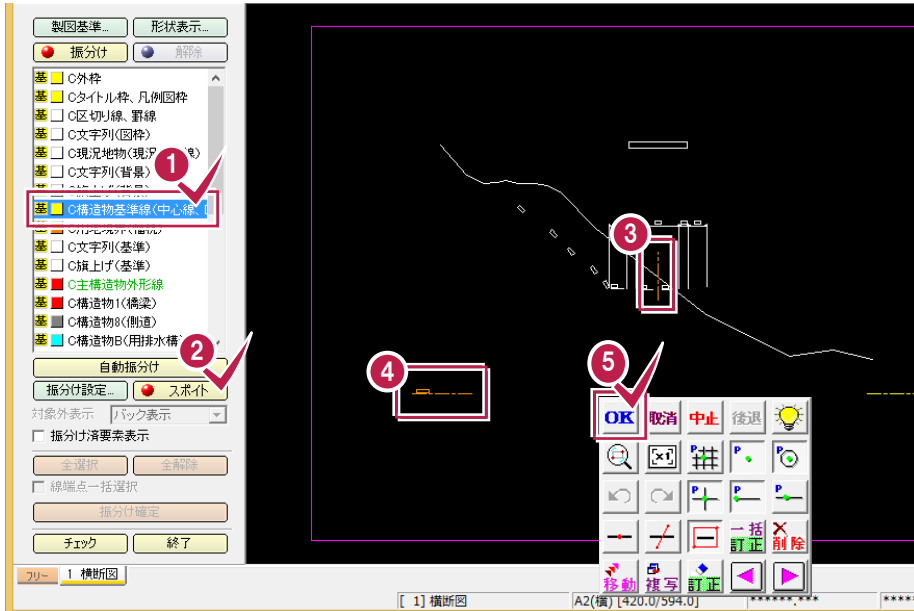 製図基準...
形状表示...
振分け
解除
基 C外枠
基 Cタイトル枠、凡例図枠
基 C区切り線、罫線
基 C文字列(図枠)
基 C現況地物(現況 線)
基 C文字列(背景)
基 C構造物基準線(中心線、
基 C文字列(基準)
基 C旗上げ(基準)
基 C主構造物外形線
基 C構造物1(橋梁)
基 C構造物8(側道)
基 C構造物B(用排水構
自動振分け
振分け設定...
スポイト
対象外表示
バック表示
振分け済要素表示
全選択
全解除
線端点一括選択
振分け確定
チェック
終了
フリー
1 横断図
1
2
3
4
5
OK
取消
中止
後退
[×1]
P
P
P
P
P
P
一括訂正
削除
移動
複写
訂正
[ 1] 横断図
A2(横) [420.0/594.0]
******.***